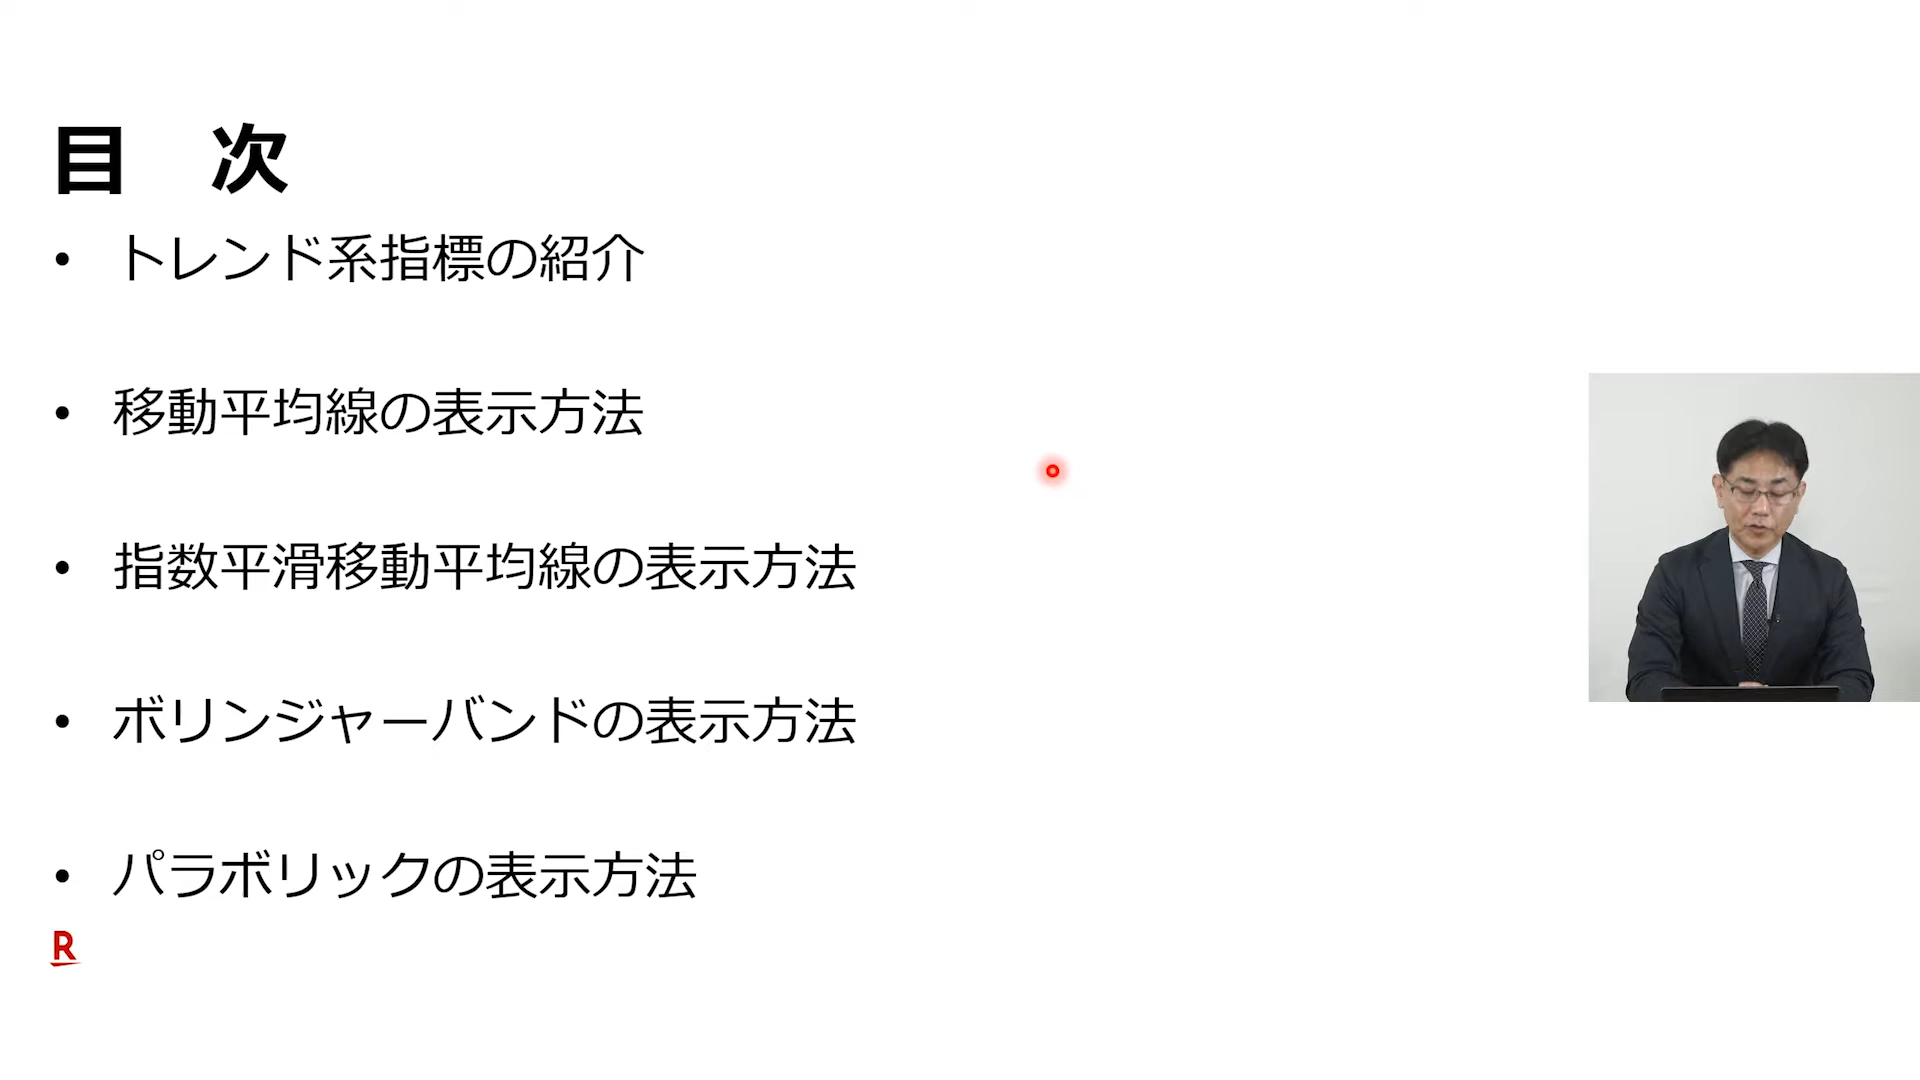 目　次
• トレンド系指標の紹介
• 移動平均線の表示方法
• 指数平滑移動平均線の表示方法
• ボリンジャーバンドの表示方法
• パラボリックの表示方法
R